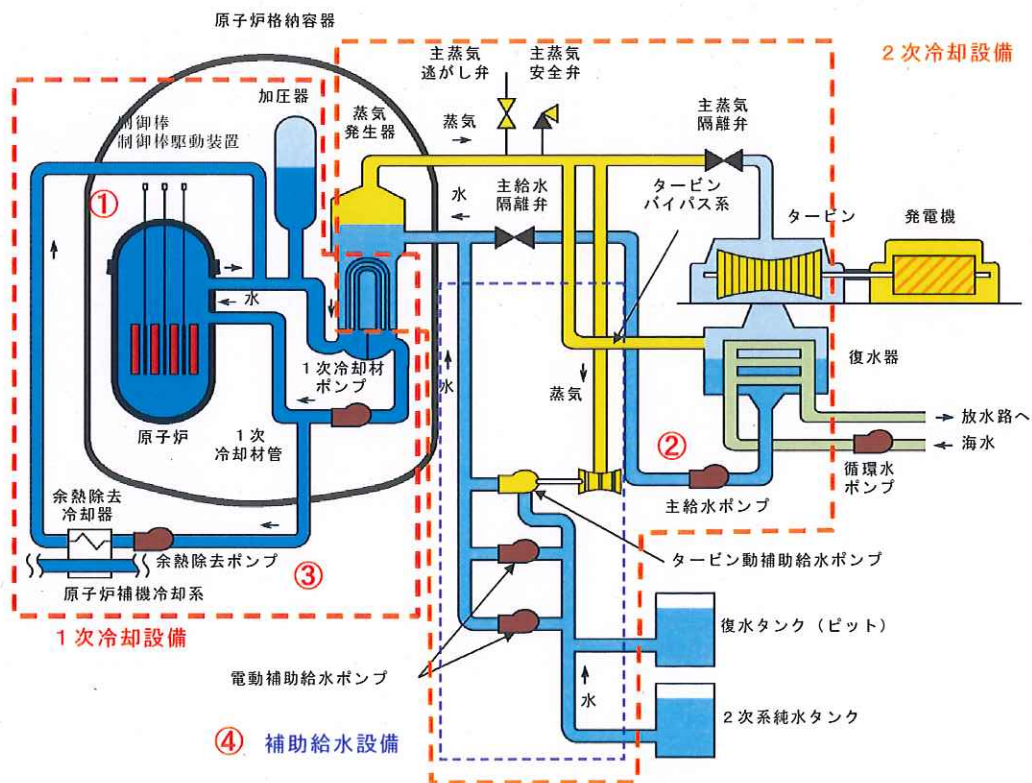 原子炉格納容器
主蒸気
逃がし弁
主蒸気
安全弁
2次冷却設備
加圧器
制御棒
制御棒駆動装置
蒸気
発生器
蒸気
主蒸気
隔離弁
①
水
主給水
隔離弁
タービン
バイパス系
タービン
発電機
水
1次冷却材
ポンプ
水
蒸気
復水器
原子炉
1次
冷却材管
②
放水路へ
海水
循環水
ポンプ
主給水ポンプ
余熱除去
冷却器
余熱除去ポンプ
③
タービン動補助給水ポンプ
原子炉補機冷却系
1次冷却設備
復水タンク(ピット)
電動補助給水ポンプ
水
2次系純水タンク
④ 補助給水設備